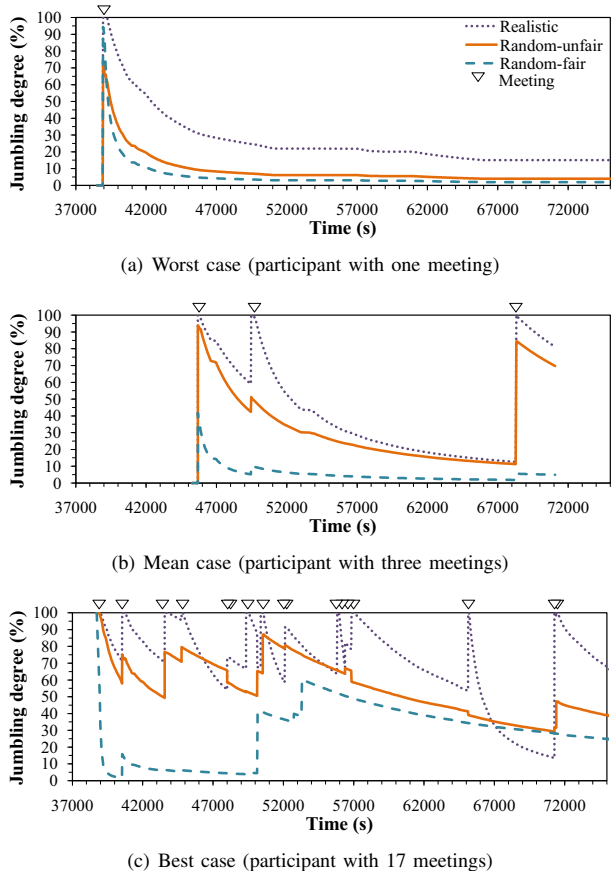 100
90
80
70
60
50
40
30
20
10
0
Jumbling degree (%)
Realistic
Random-unfair
Random-fair
Meeting
37000 42000 47000 52000 57000 62000 67000 72000
Time (s)
(a) Worst case (participant with one meeting)
100
90
80
70
60
50
40
30
20
10
0
Jumbling degree (%)
37000 42000 47000 52000 57000 62000 67000 72000
Time (s)
(b) Mean case (participant with three meetings)
100
90
80
70
60
50
40
30
20
10
0
Jumbling degree (%)
37000 42000 47000 52000 57000 62000 67000 72000
Time (s)
(c) Best case (participant with 17 meetings)